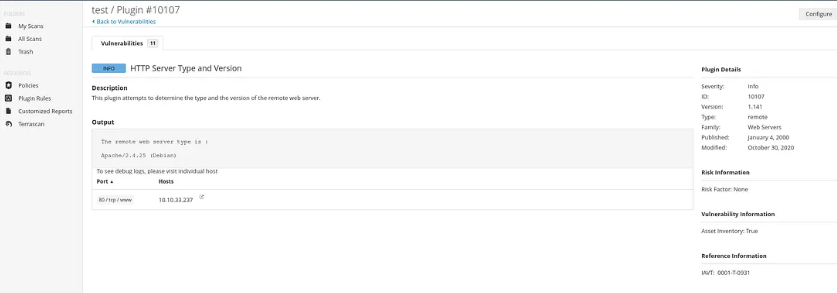 test / Plugin #10107
Back to Vulnerabilities
Configure
My Scans
All Scans
Trash
Policies
Plugin Rules
Customized Reports
Terrascan
Vulnerabilities 11
INFO HTTP Server Type and Version
Description
This plugin attempts to determine the type and the version of the remote web server.
Output
The remote web server type is :
Apache/2.4.25 (Debian)
To see debug logs, please visit individual host
Port ▲ Hosts
80 / tcp / www 10.10.33.237
Plugin Details
Severity: Info
ID: 10107
Version: 1.141
Type: remote
Family: Web Servers
Published: January 4, 2000
Modified: October 30, 2020
Risk Information
Risk Factor: None
Vulnerability Information
Asset Inventory: True
Reference Information
IAVT: 0001-T-0931